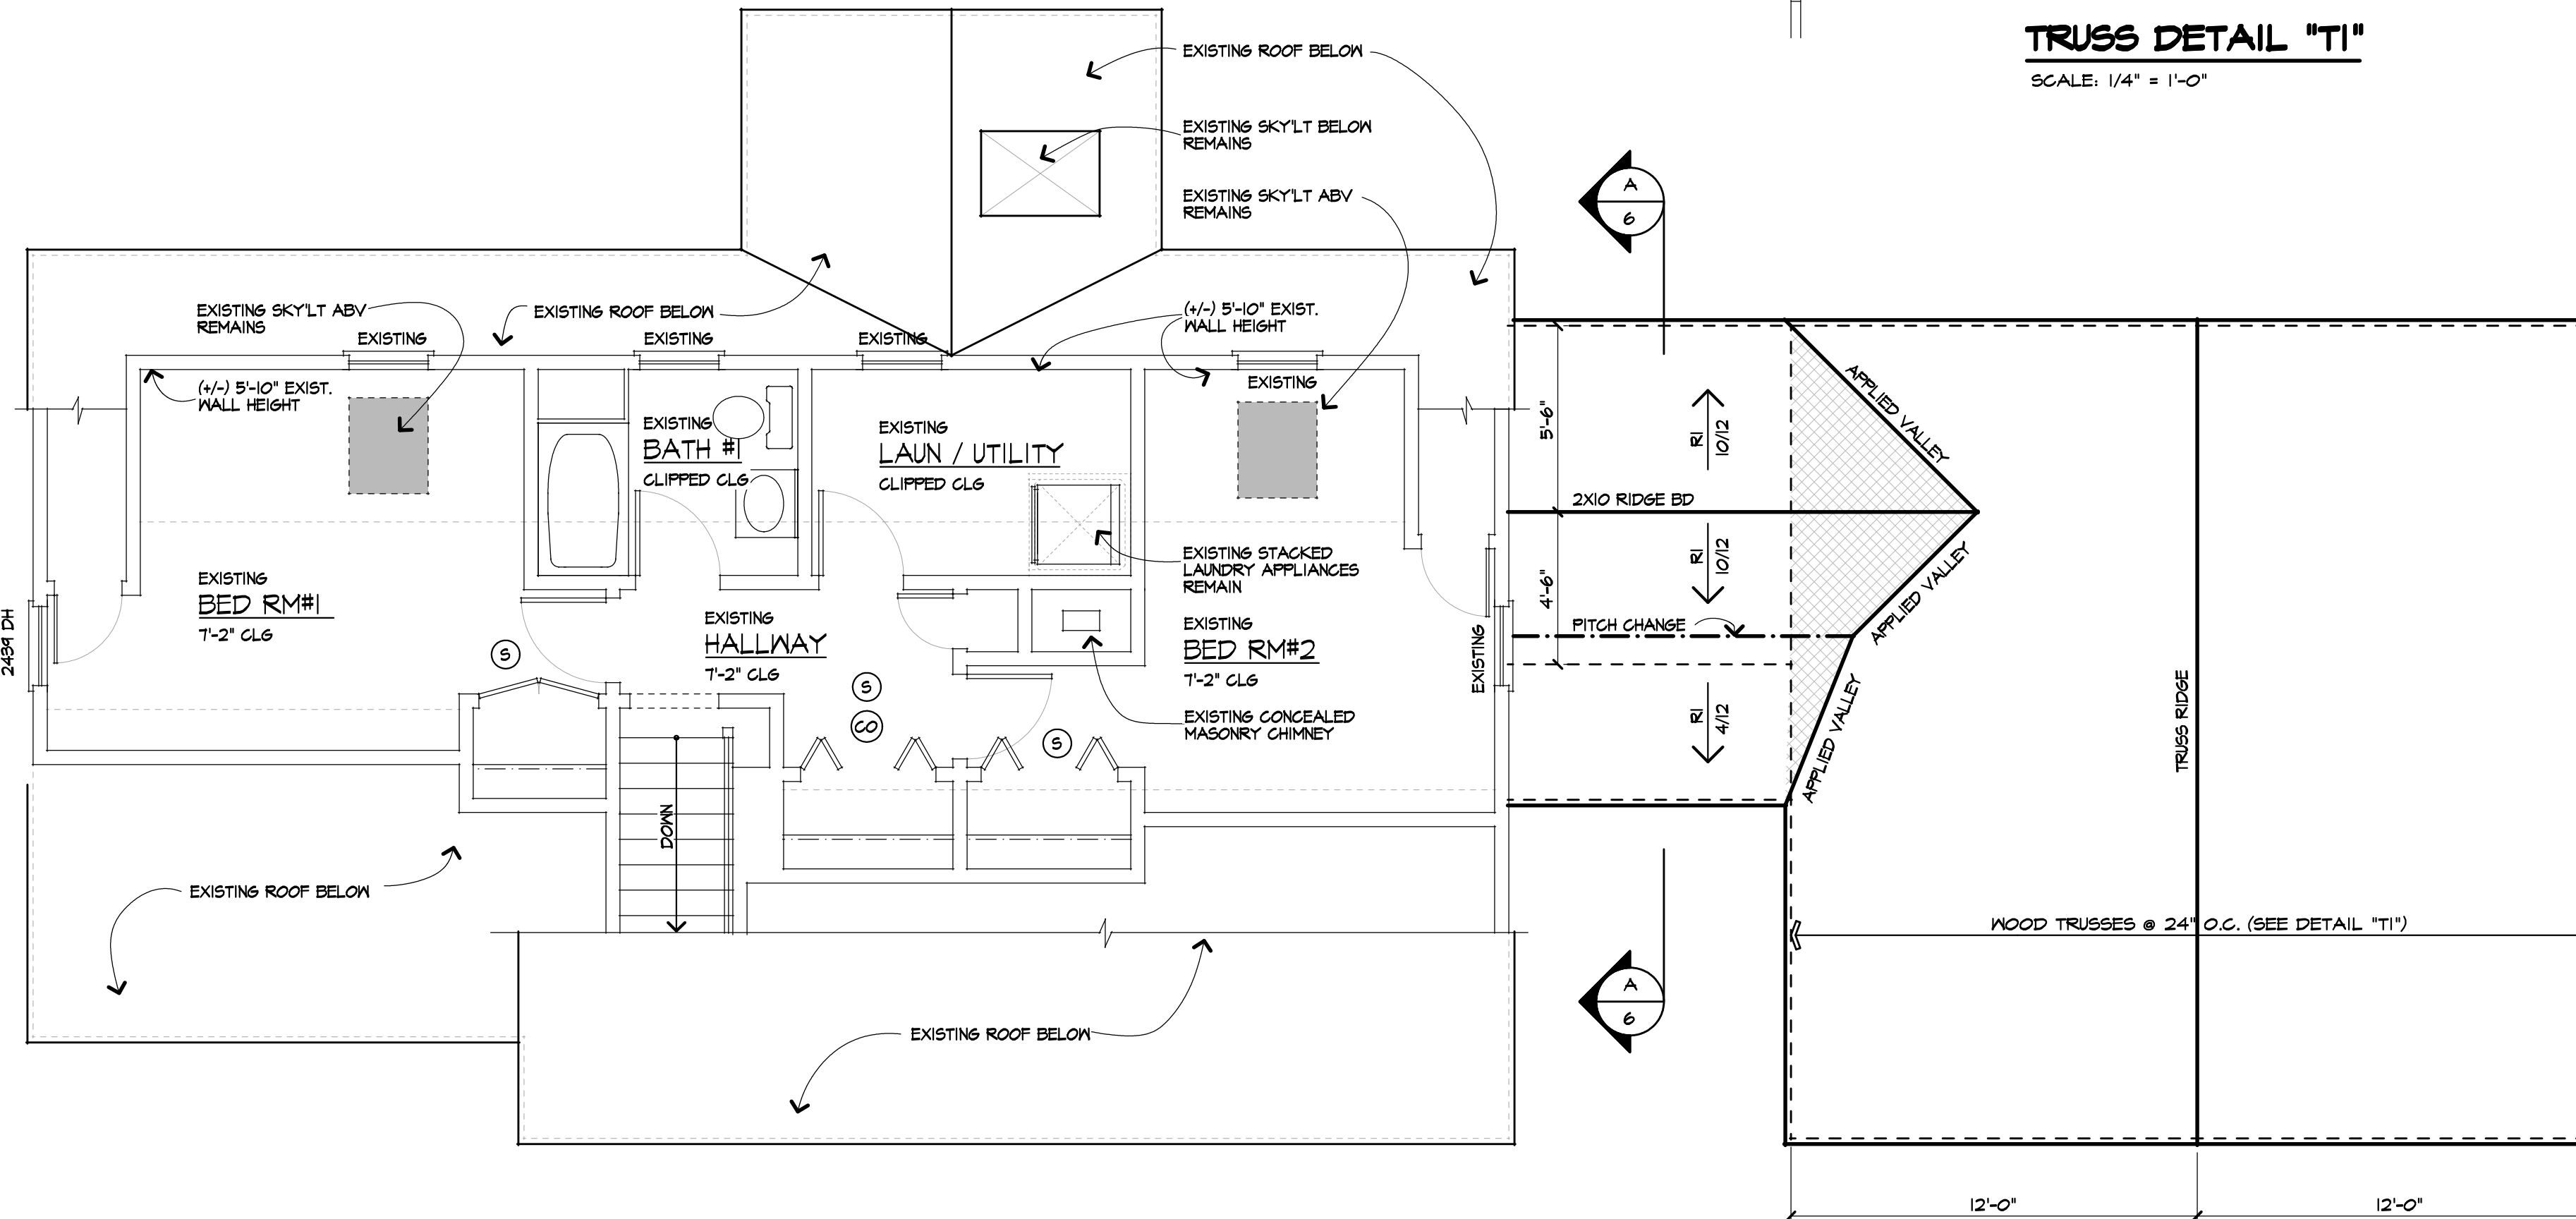 TRUSS DETAIL "T1"
SCALE: 1/4" = 1'-0"
EXISTING ROOF BELOW
EXISTING SKY'LT BELOW
REMAINS
EXISTING SKY'LT ABV
REMAINS
A
6
EXISTING SKY'LT ABV
REMAINS
EXISTING ROOF BELOW
(+/-) 5'-10" EXIST.
WALL HEIGHT
EXISTING
EXISTING
EXISTING
EXISTING
(+/-) 5'-10" EXIST.
WALL HEIGHT
EXISTING
BATH #1
CLIPPED CLG
EXISTING
LAUN / UTILITY
CLIPPED CLG
5'-6"
R1
10/12
APPLIED VALLEY
2X10 RIDGE BD
EXISTING STACKED
LAUNDRY APPLIANCES
REMAIN
R1
10/12
4'-6"
APPLIED VALLEY
EXISTING
BED RM#1
7'-2" CLG
2439 DH
EXISTING
HALLWAY
7'-2" CLG
EXISTING
BED RM#2
7'-2" CLG
EXISTING
PITCH CHANGE
S
S
CO
S
EXISTING CONCEALED
MASONRY CHIMNEY
R1
4/12
APPLIED VALLEY
TRUSS RIDGE
DOWN
EXISTING ROOF BELOW
WOOD TRUSSES @ 24" O.C. (SEE DETAIL "T1")
A
6
EXISTING ROOF BELOW
12'-0"
12'-0"